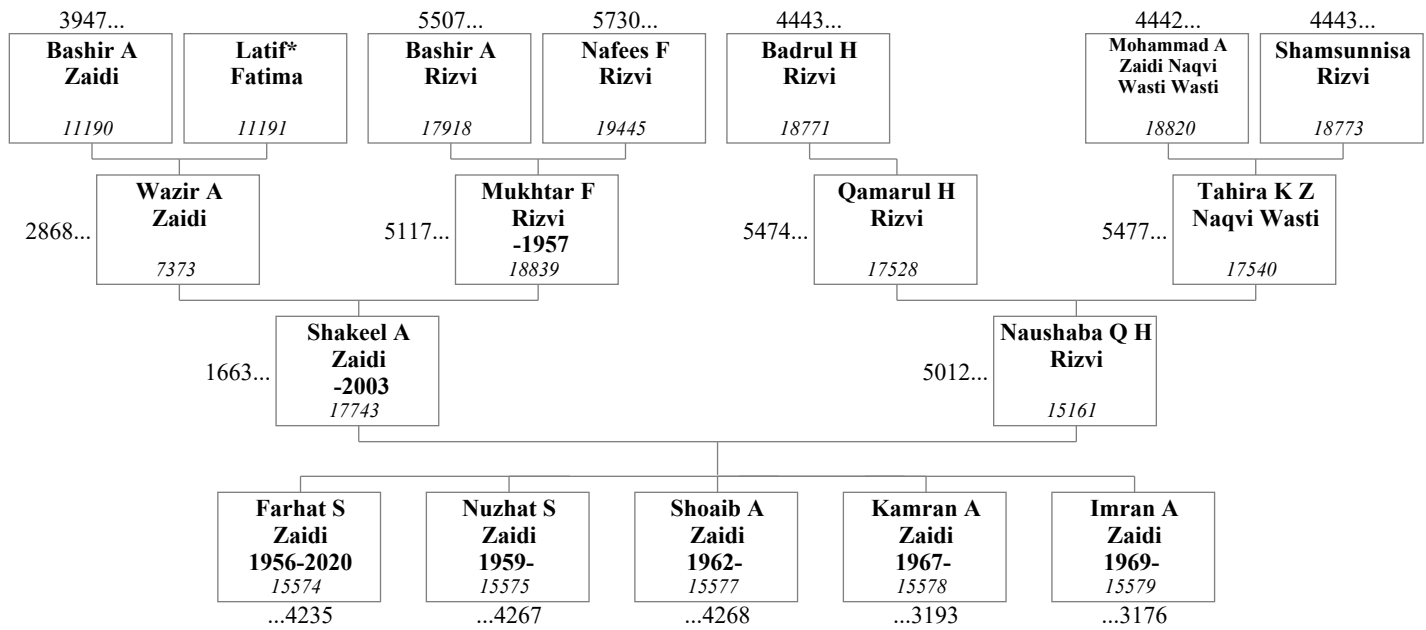 3947...
5507...
5730...
4443...
4442...
4443...
Bashir A
Zaidi
11190
Latif*
Fatima
11191
Bashir A
Rizvi
17918
Nafees F
Rizvi
19445
Badrul H
Rizvi
18771
Mohammad A
Zaidi Naqvi
Wasti Wasti
18820
Shamsunnisa
Rizvi
18773
2868...
Wazir A
Zaidi
7373
5117...
Mukhtar F
Rizvi
-1957
18839
5474...
Qamarul H
Rizvi
17528
5477...
Tahira K Z
Naqvi Wasti
17540
1663...
Shakeel A
Zaidi
-2003
17743
5012...
Naushaba Q H
Rizvi
15161
Farhat S
Zaidi
1956-2020
15574
...4235
Nuzhat S
Zaidi
1959-
15575
...4267
Shoaib A
Zaidi
1962-
15577
...4268
Kamran A
Zaidi
1967-
15578
...3193
Imran A
Zaidi
1969-
15579
...3176